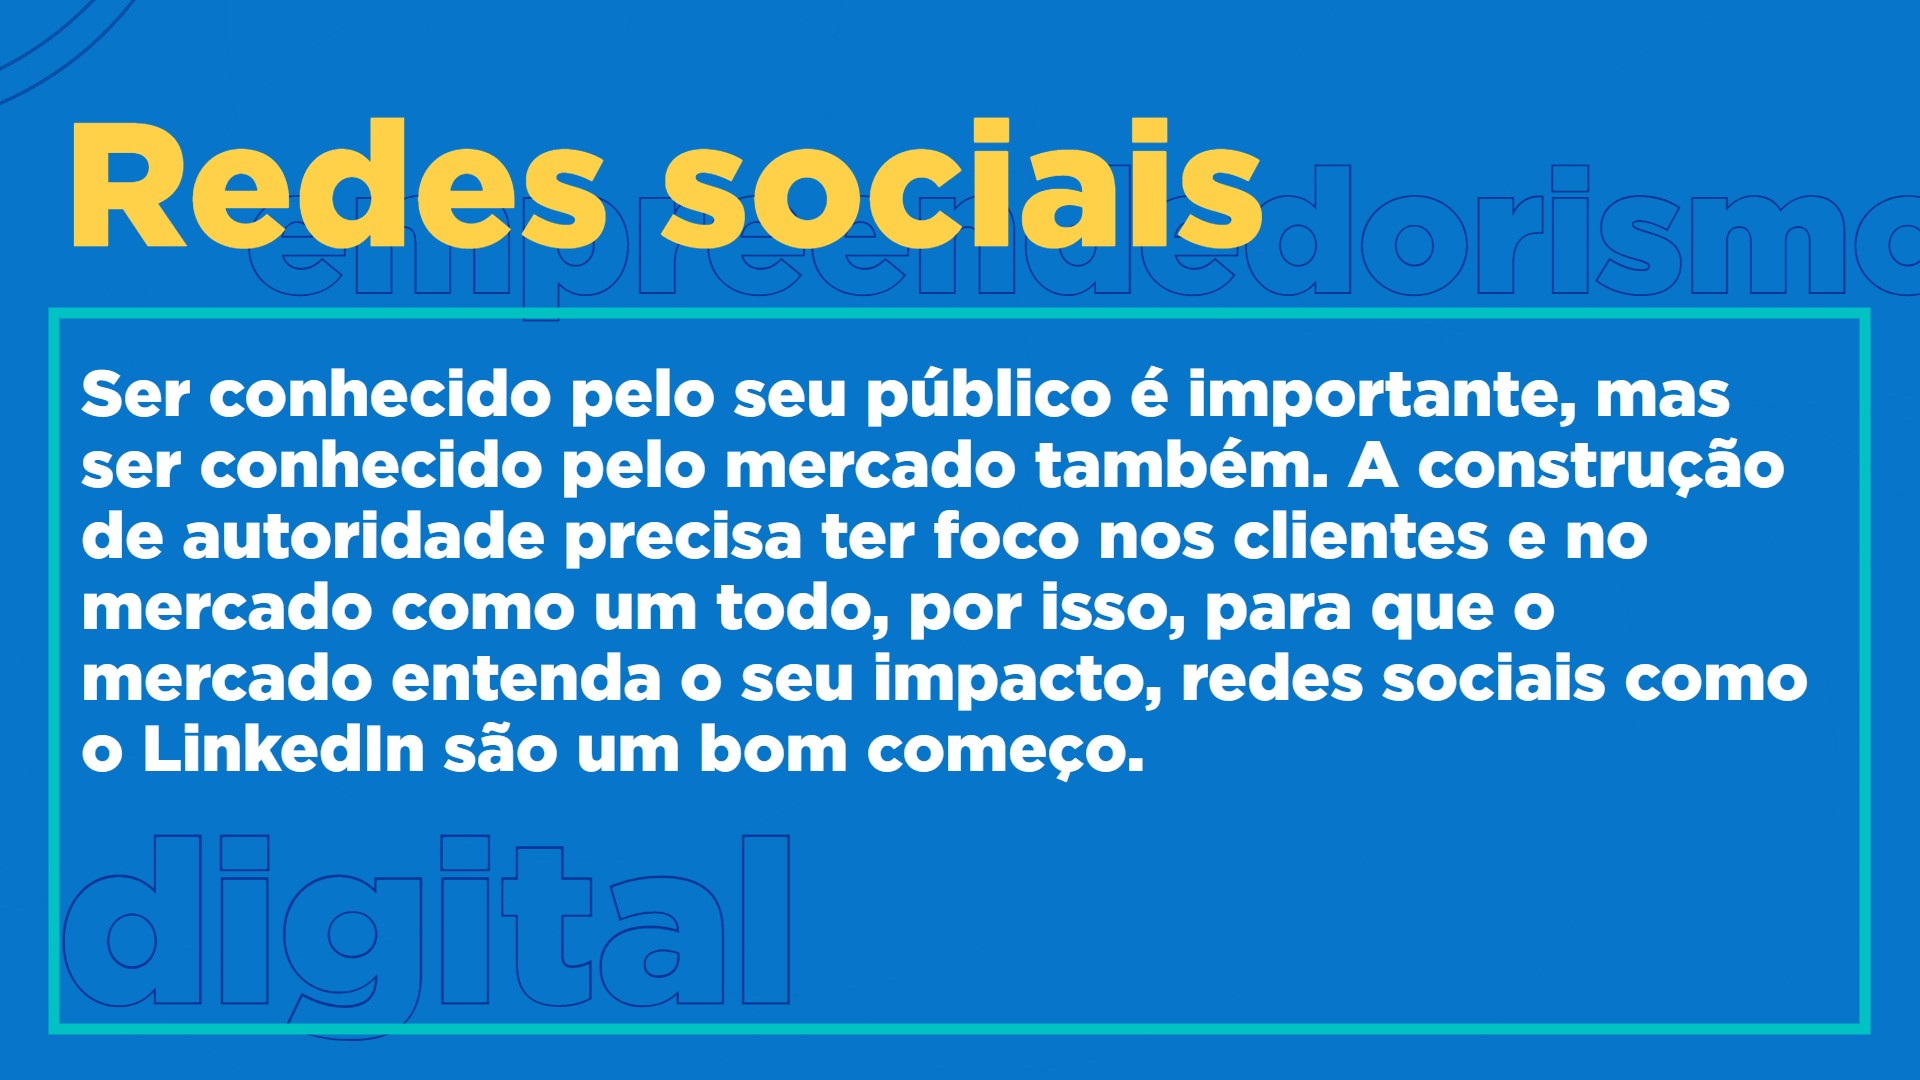 Redes sociais
empreendedorismo
Ser conhecido pelo seu público é importante, mas
ser conhecido pelo mercado também. A construção
de autoridade precisa ter foco nos clientes e no
mercado como um todo, por isso, para que o
mercado entenda o seu impacto, redes sociais como
o LinkedIn são um bom começo.
digital